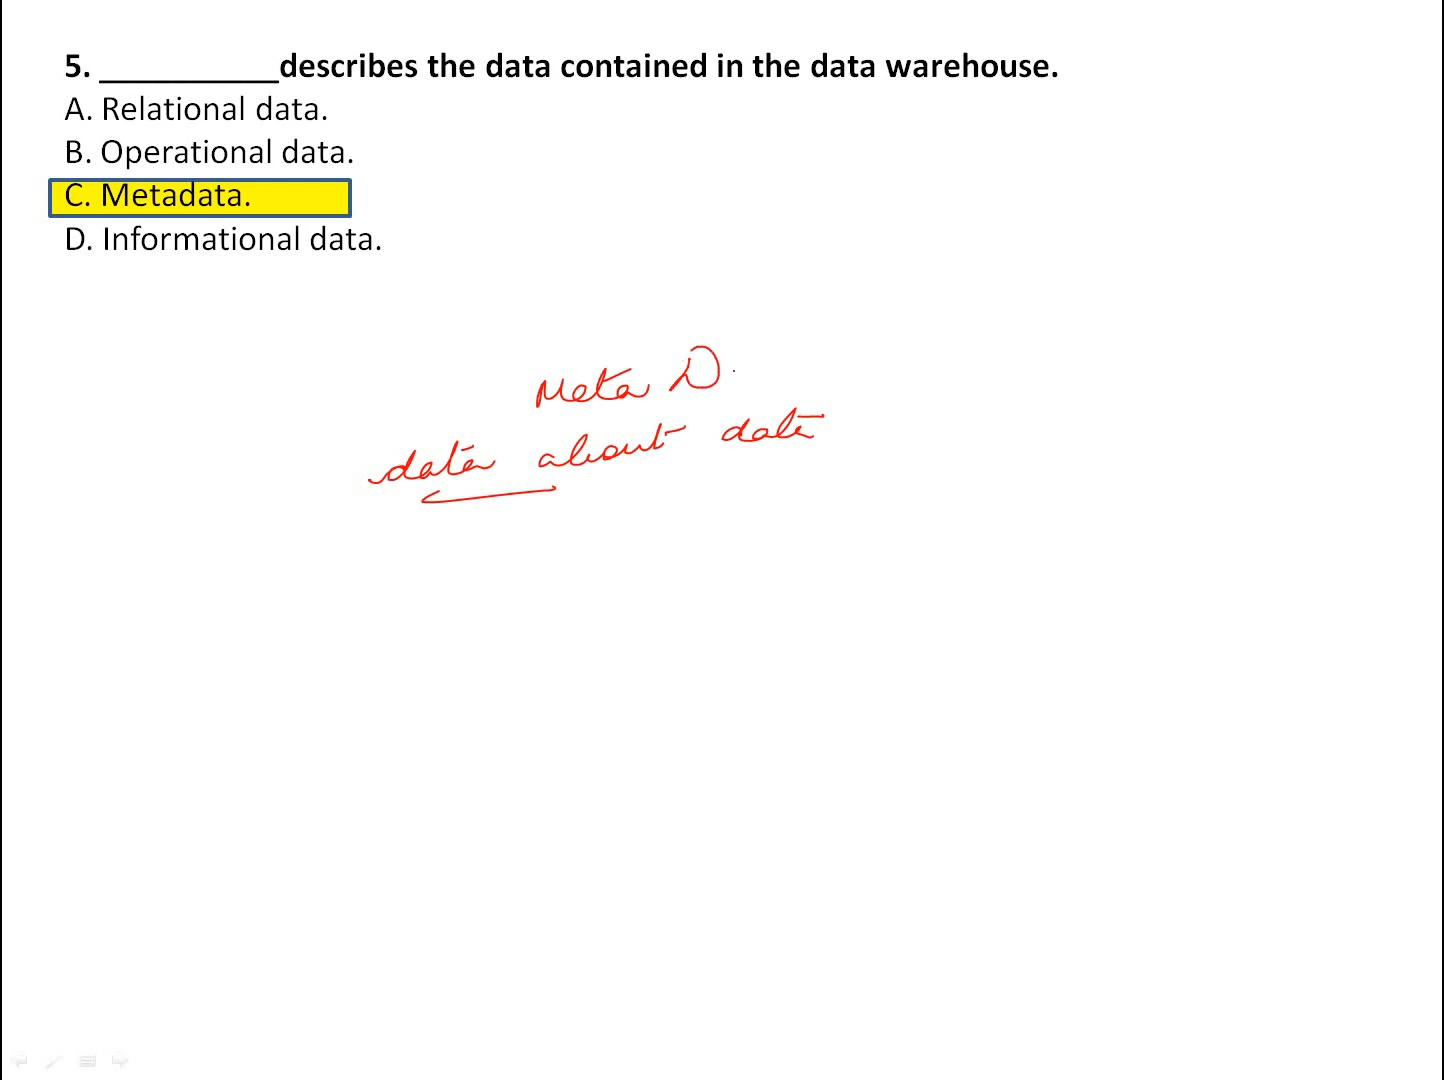 5. __________describes the data contained in the data warehouse.
A. Relational data.
B. Operational data.
C. Metadata.
D. Informational data.
Meta D.
data about data